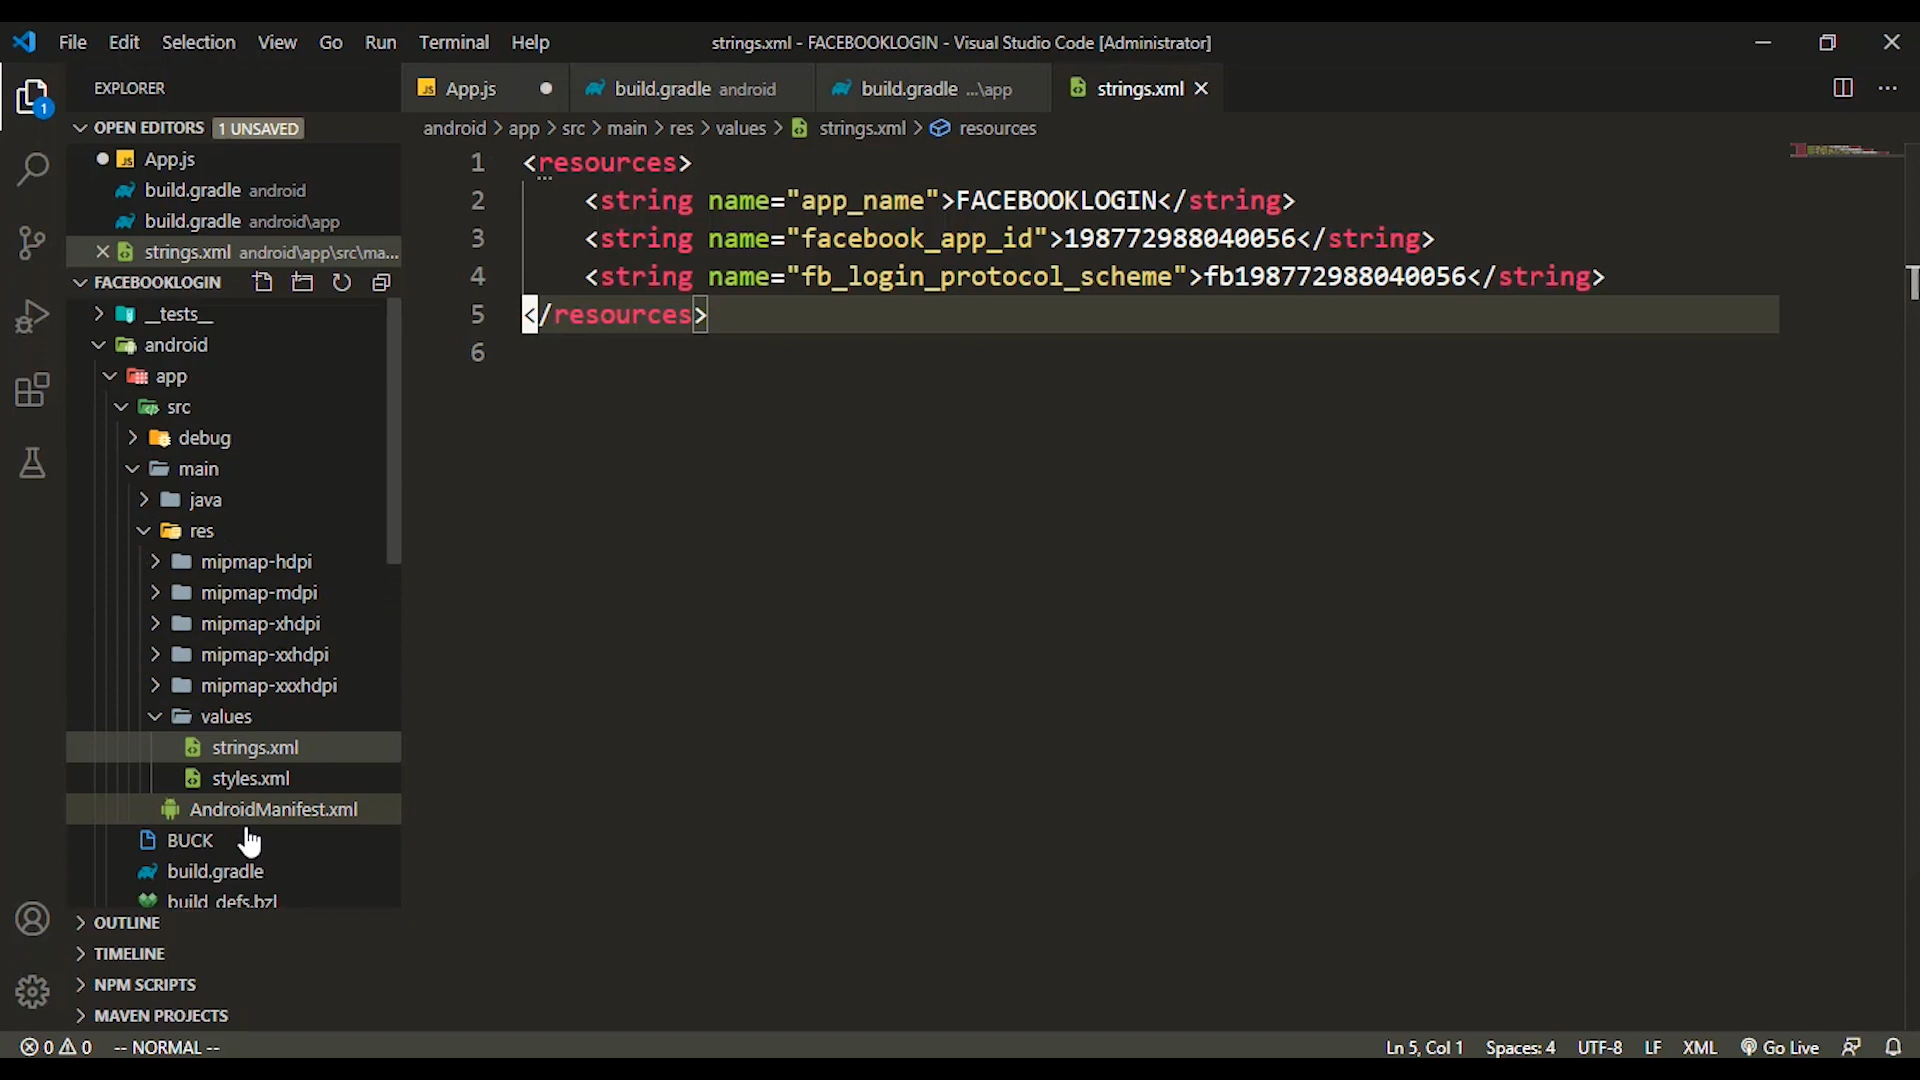 File Edit Selection View Go Run Terminal Help
strings.xml - FACEBOOKLOGIN - Visual Studio Code [Administrator]
EXPLORER
OPEN EDITORS 1 UNSAVED
JS App.js
build.gradle android
build.gradle android\app
strings.xml android\app\src\ma...
FACEBOOKLOGIN
__tests__
android
app
src
debug
main
java
res
mipmap-hdpi
mipmap-mdpi
mipmap-xhdpi
mipmap-xxhdpi
mipmap-xxxhdpi
values
strings.xml
styles.xml
AndroidManifest.xml
BUCK
build.gradle
build_defs.bzl
OUTLINE
TIMELINE
NPM SCRIPTS
MAVEN PROJECTS
1
JS App.js
build.gradle android
build.gradle ...\app
strings.xml
android > app > src > main > res > values > strings.xml > resources
1 <resources>
2 <string name="app_name">FACEBOOKLOGIN</string>
3 <string name="facebook_app_id">198772988040056</string>
4 <string name="fb_login_protocol_scheme">fb198772988040056</string>
5 </resources>
6
0 0 -- NORMAL --
Ln 5, Col 1 Spaces: 4 UTF-8 LF XML Go Live